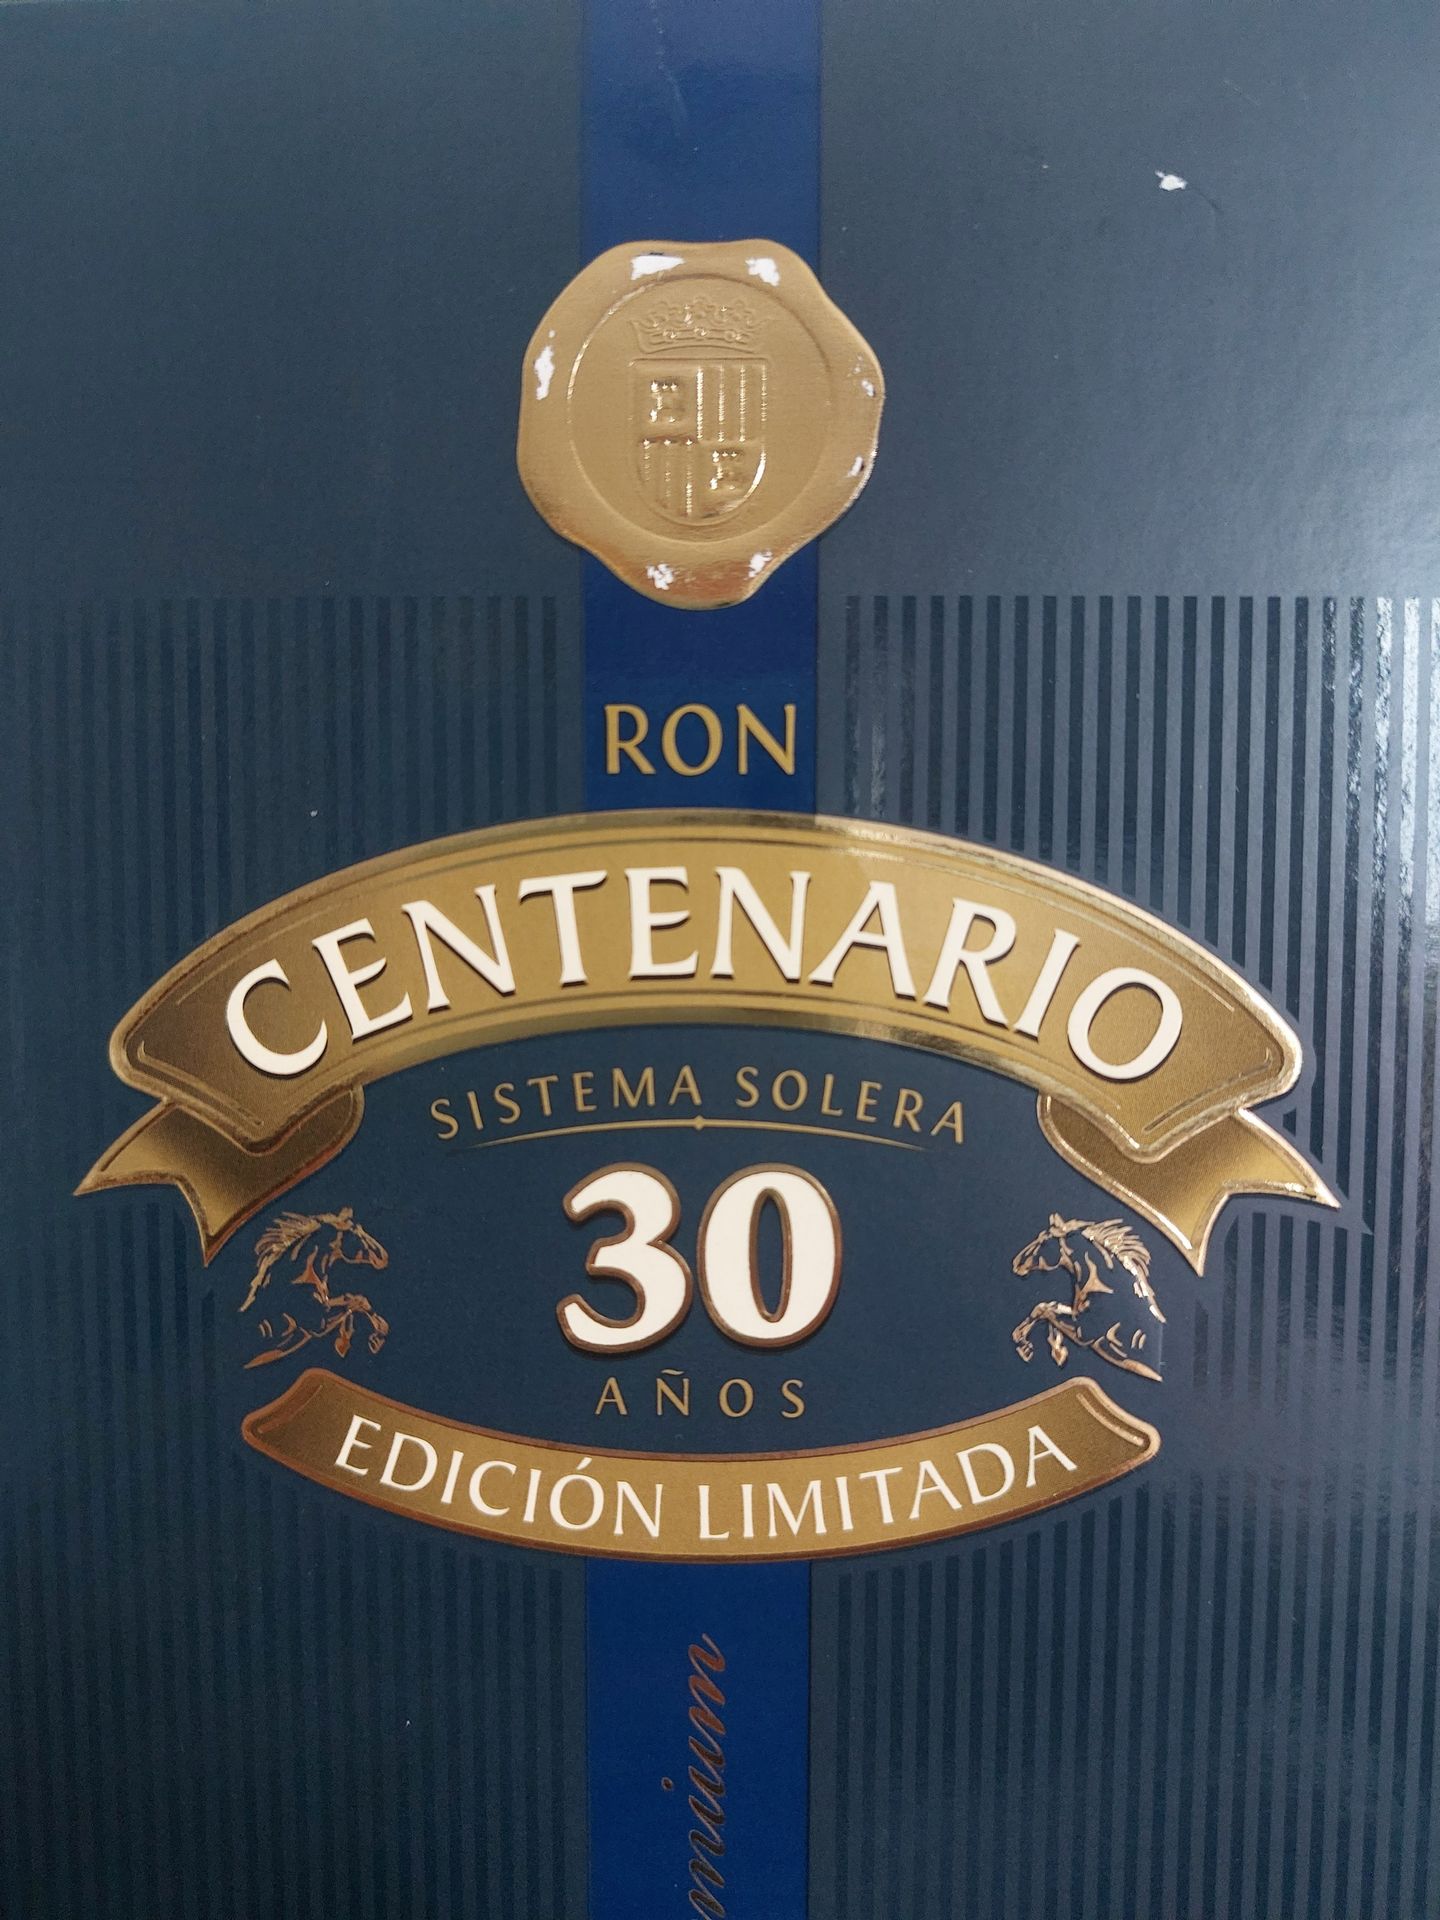 RON
CENTENARIO
SISTEMA SOLERA
30
AÑOS
EDICIÓN LIMITADA